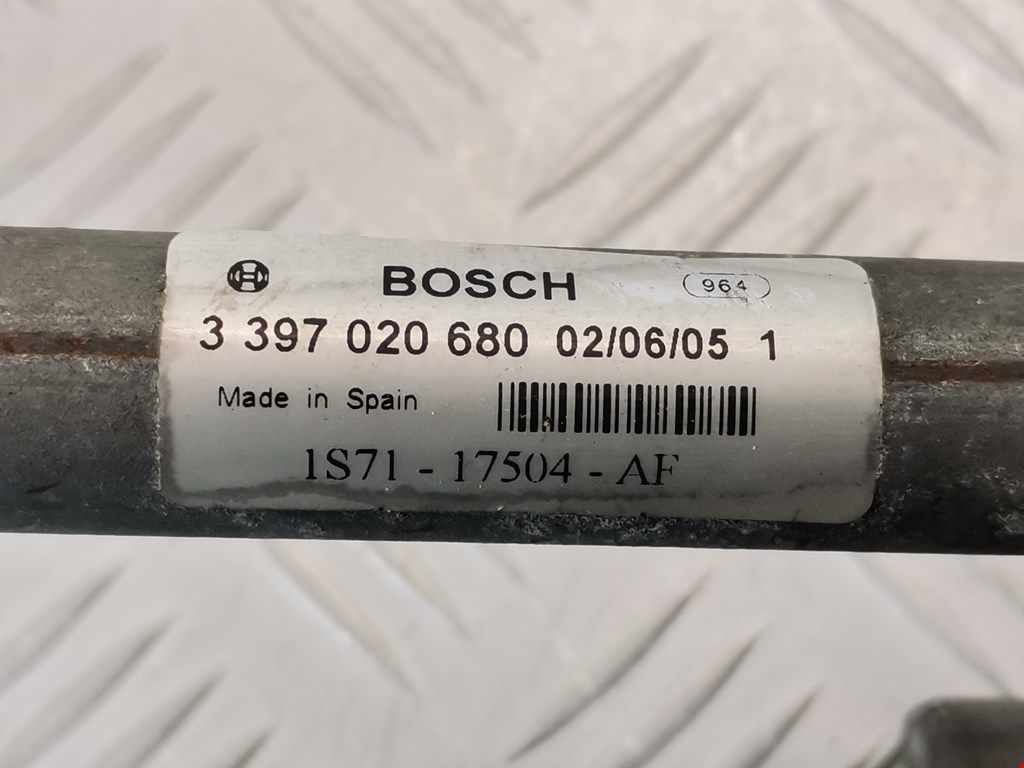 BOSCH 964
3 397 020 680 02/06/05 1
Made in Spain
1S71 - 17504 - AF